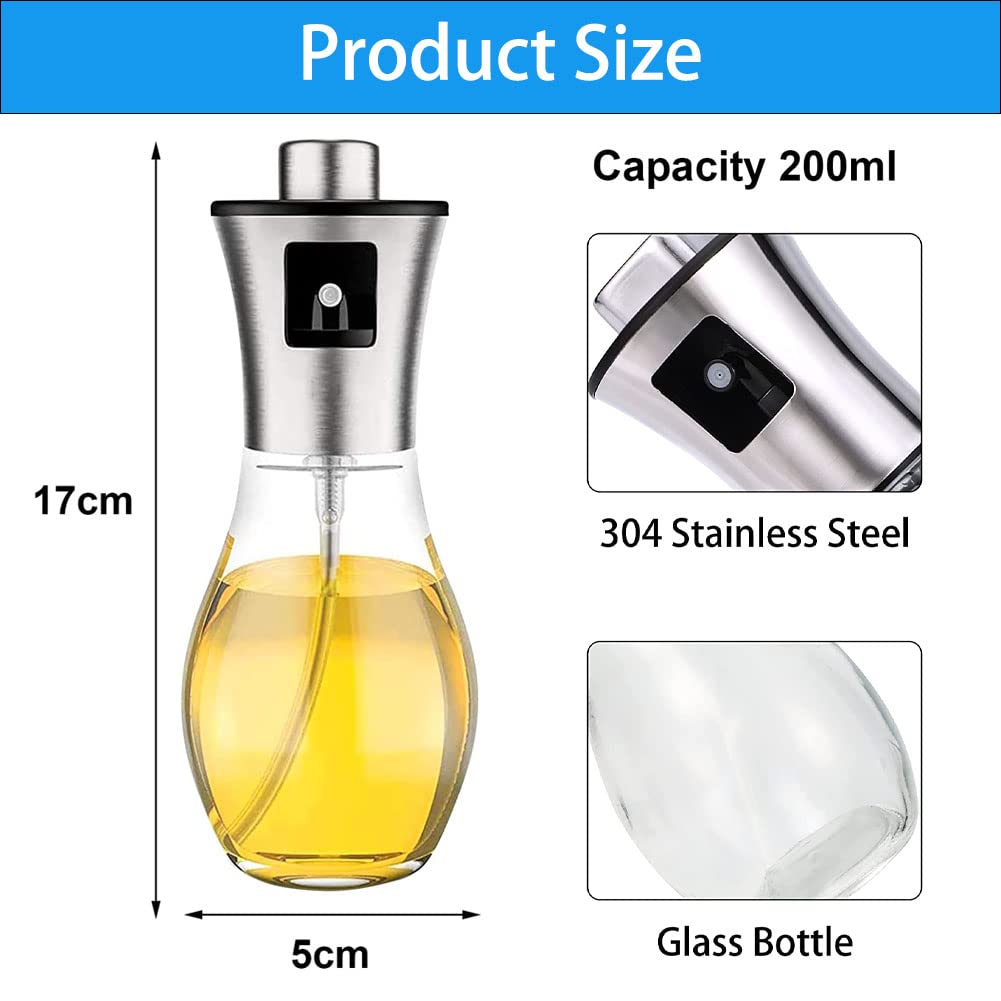 Product Size
Capacity 200ml
17cm
304 Stainless Steel
5cm
Glass Bottle